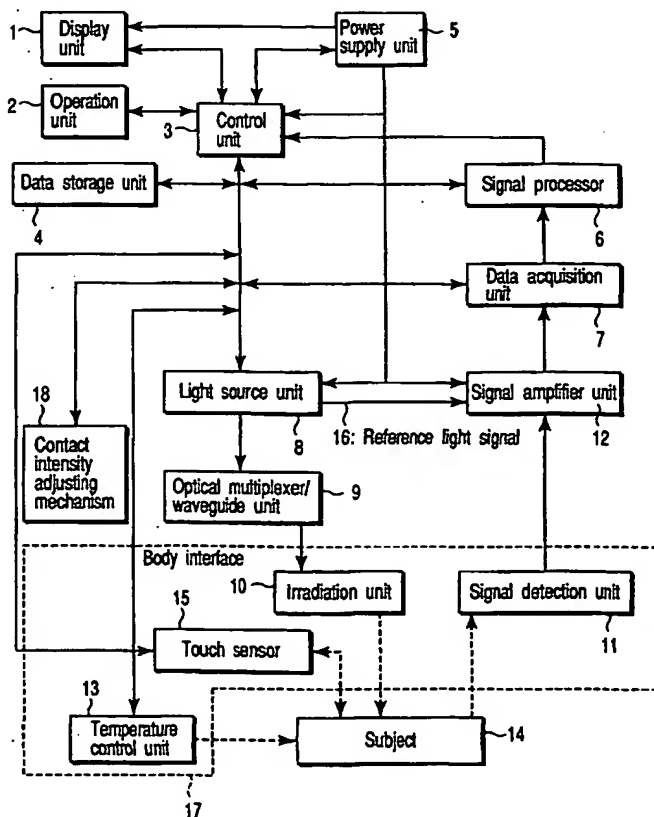 1
Display
unit
Power
supply unit
5
2
Operation
unit
3
Control
unit
Data storage unit
4
Signal processor
6
Data acquisition
unit
7
Light source unit
8
Signal amplifier unit
12
16: Reference light signal
18
Contact
intensity
adjusting
mechanism
Optical multiplexer/
waveguide unit
9
Body interface
10
Irradiation unit
Signal detection unit
11
15
Touch sensor
13
Temperature
control unit
Subject
14
17